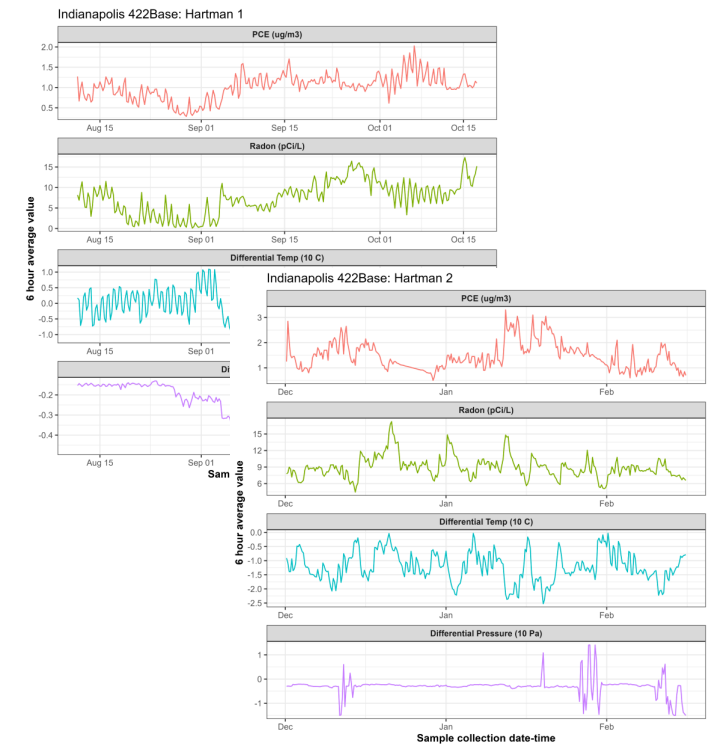 Indianapolis 422Base: Hartman 1
PCE (ug/m3)
2.0
1.5
1.0
0.5
Aug 15 Sep 01 Sep 15 Oct 01 Oct 15
Radon (pCi/L)
15
10
5
0
Aug 15 Sep 01 Sep 15 Oct 01 Oct 15
6 hour average value
Differential Temp (10 C)
1.0
0.5
0.0
-0.5
-1.0
Aug 15 Sep 01
Di
-0.2
-0.3
-0.4
Aug 15 Sep 01
Sam
Indianapolis 422Base: Hartman 2
PCE (ug/m3)
3
2
1
Dec Jan Feb
Radon (pCi/L)
15
12
9
6
Dec Jan Feb
6 hour average value
Differential Temp (10 C)
0.0
-0.5
-1.0
-1.5
-2.0
-2.5
Dec Jan Feb
Differential Pressure (10 Pa)
1
0
-1
Dec Jan Feb
Sample collection date-time